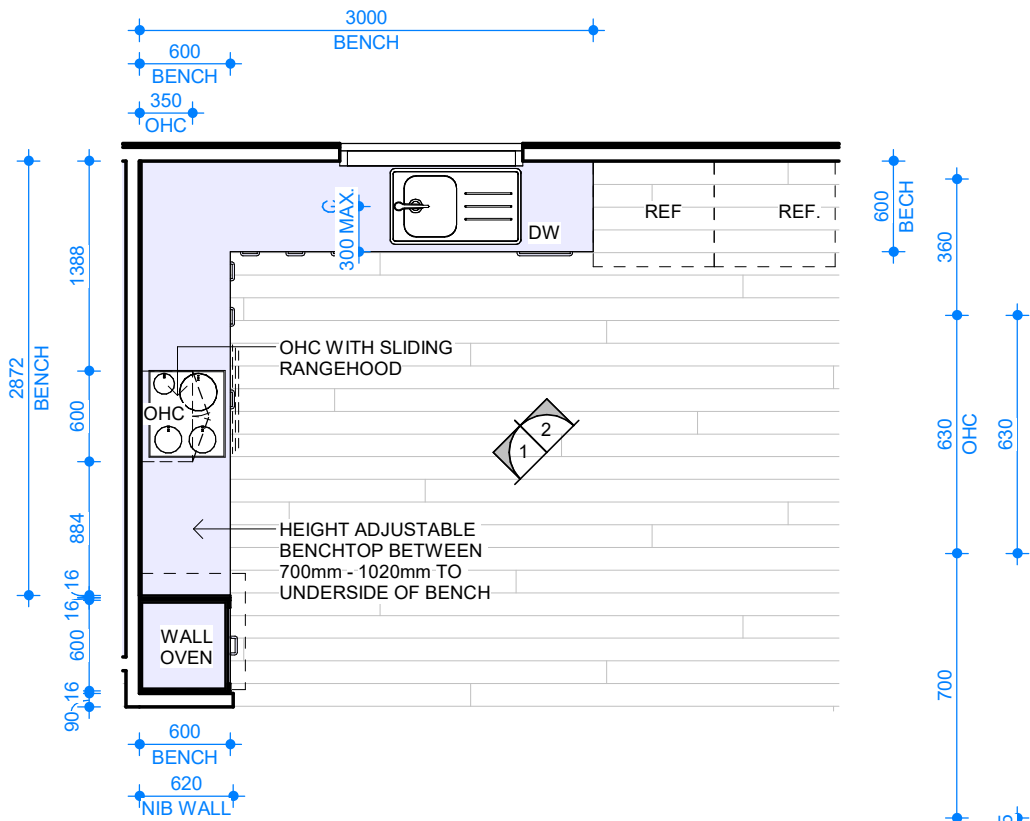 3000
BENCH
600
BENCH
350
OHC
2872
BENCH
1388
600
884
16
16
600
16
90
300 MAX.
DW
REF
REF.
600
BECH
360
630
OHC
630
700
OHC WITH SLIDING
RANGEHOOD
OHC
1
2
HEIGHT ADJUSTABLE
BENCHTOP BETWEEN
700mm - 1020mm TO
UNDERSIDE OF BENCH
WALL
OVEN
600
BENCH
620
NIB WALL